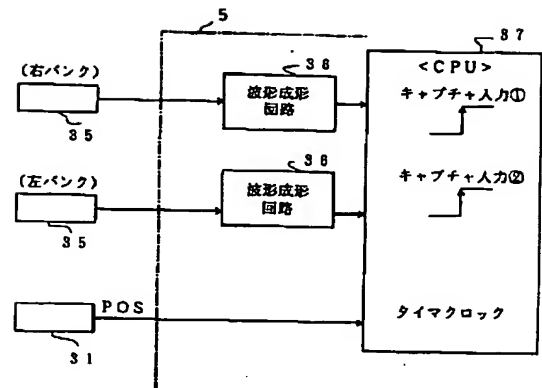 5
37
(右バンク)
36
<CPU>
波形成形
回路
キャプチャ入力①
35
36
(左バンク)
波形成形
回路
キャプチャ入力②
35
POS
タイマクロック
31